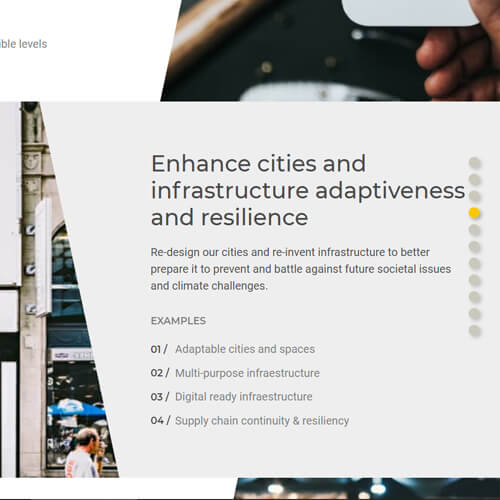 ible levels
Enhance cities and
infrastructure adaptiveness
and resilience
Re-design our cities and re-invent infrastructure to better
prepare it to prevent and battle against future societal issues
and climate challenges.
EXAMPLES
01 / Adaptable cities and spaces
02 / Multi-purpose infraestructure
03 / Digital ready infraestructure
04 / Supply chain continuity & resiliency